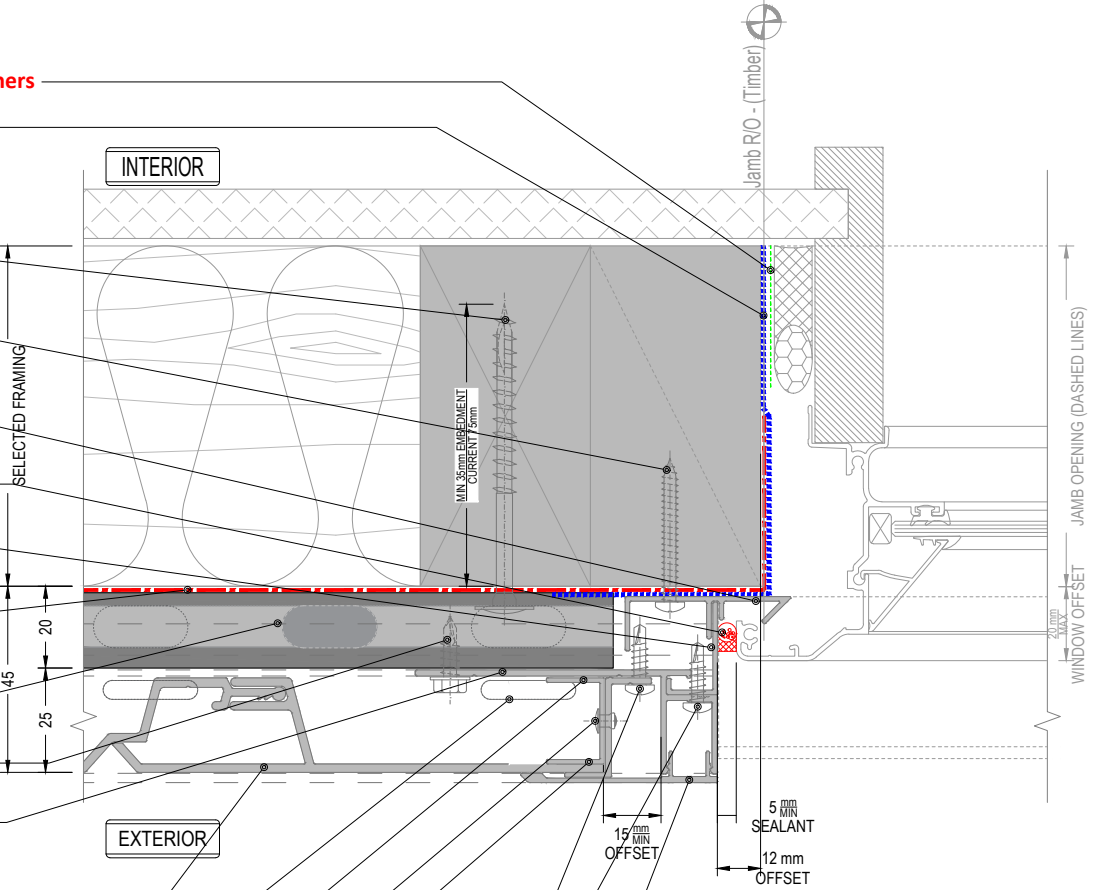 ners
Jamb R/O - (Timber)
INTERIOR
SELECTED FRAMING
MIN 35mm EMBEDMENT
CURRENT 75mm
JAMB OPENING (DASHED LINES)
20
45
25
20 mm
MAX
WINDOW OFFSET
EXTERIOR
15 mm
MIN
OFFSET
5 mm
MIN
SEALANT
12 mm
OFFSET